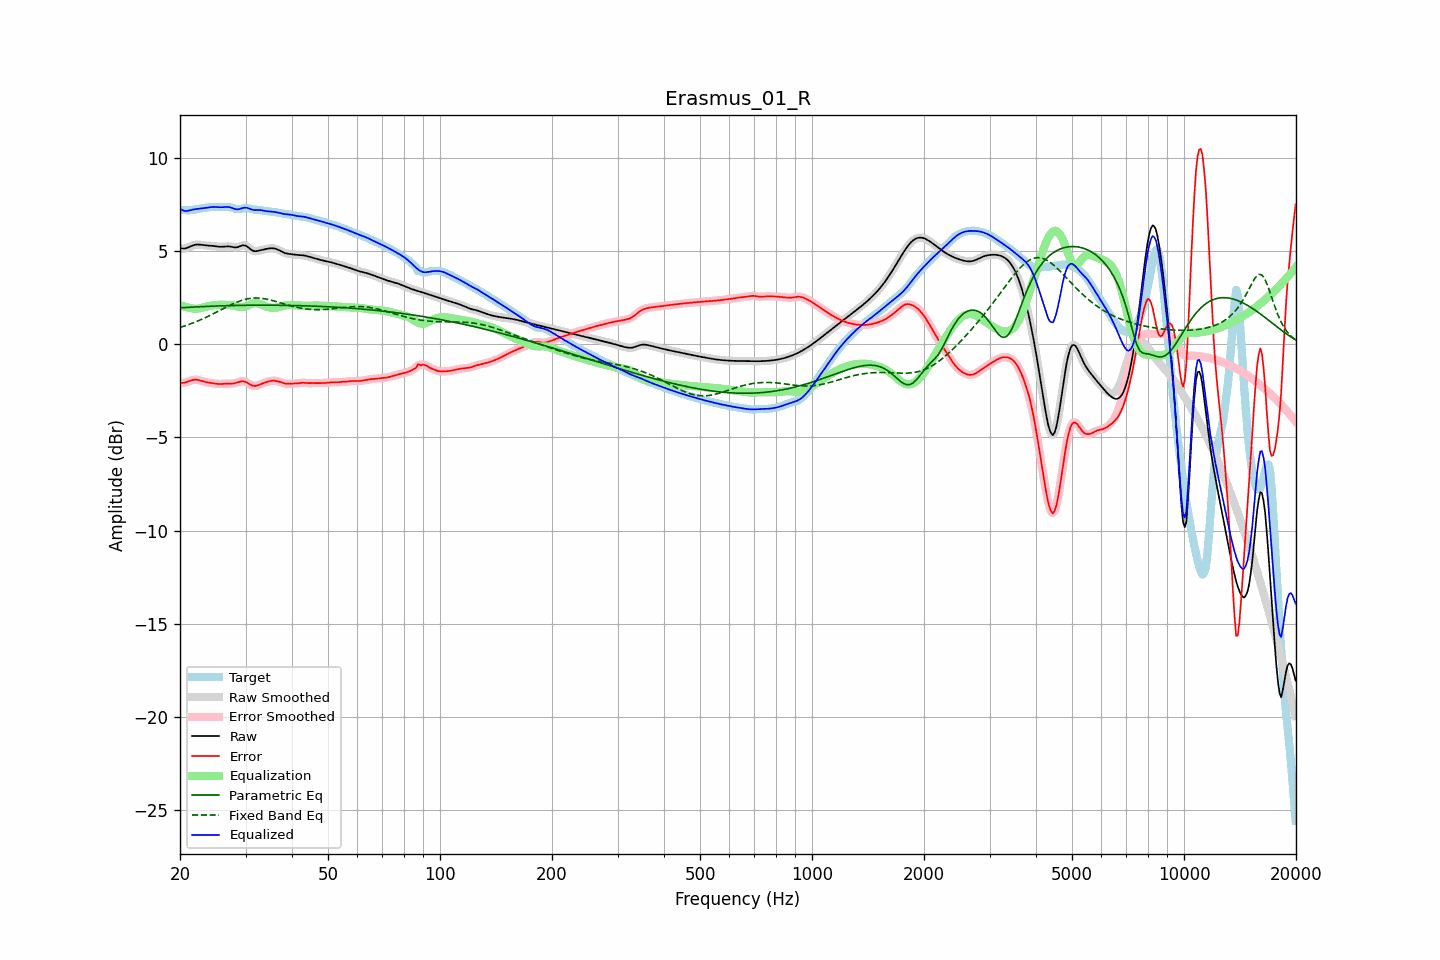 Erasmus_01_R
Amplitude (dBr)
10
5
0
−5
−10
−15
−20
−25
Target
Raw Smoothed
Error Smoothed
Raw
Error
Equalization
Parametric Eq
Fixed Band Eq
Equalized
20 50 100 200 500 1000 2000 5000 10000 20000
Frequency (Hz)